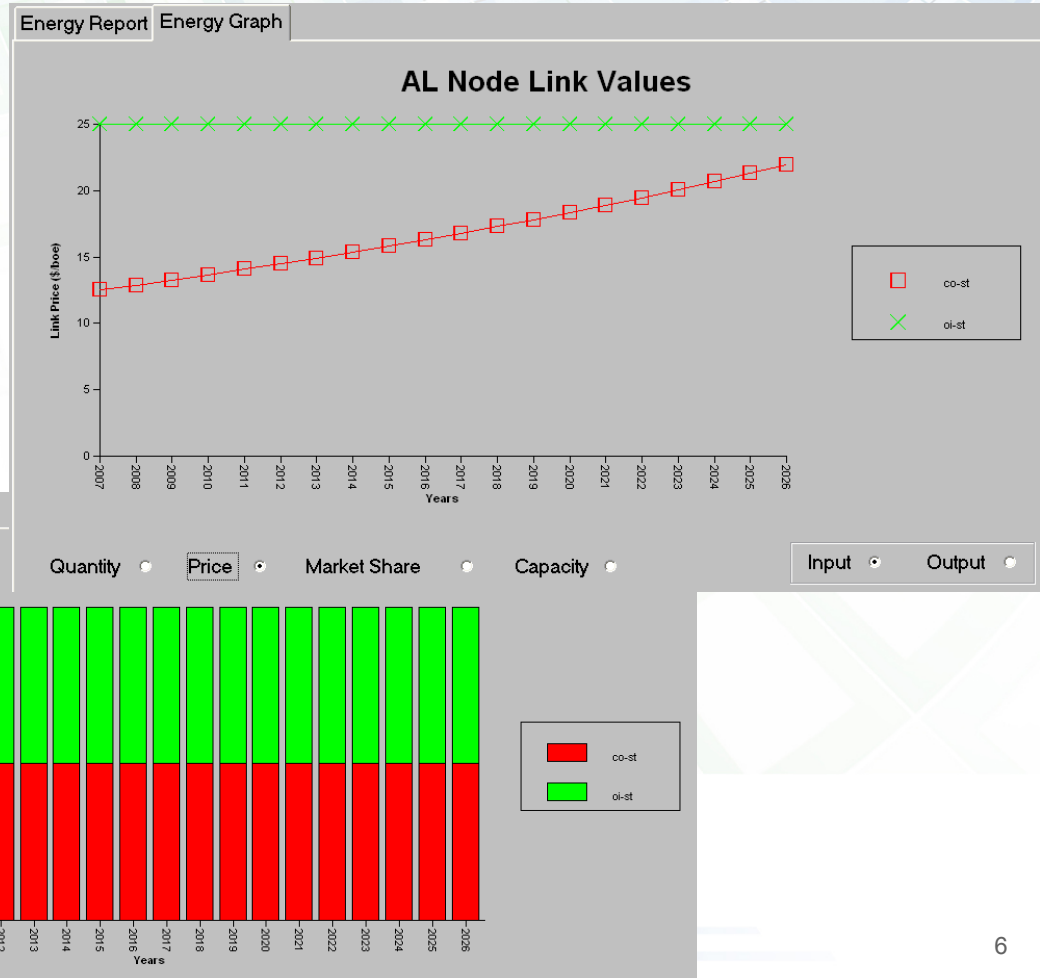 Energy Report Energy Graph
AL Node Link Values
Link Price ($/boe)
25
20
15
10
5
0
2007 2008 2009 2010 2011 2012 2013 2014 2015 2016 2017 2018 2019 2020 2021 2022 2023 2024 2025 2026
Years
co-st
oi-st
Quantity Price Market Share Capacity Input Output
co-st
oi-st
2012 2013 2014 2015 2016 2017 2018 2019 2020 2021 2022 2023 2024 2025 2026
Years
6